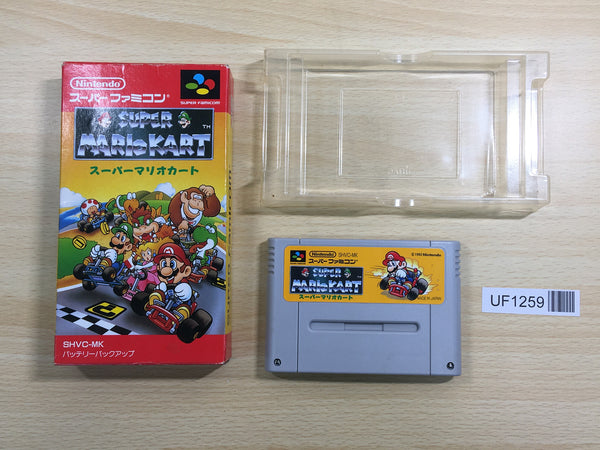 Nintendo
スーパーファミコン®
SUPER FAMICOM
SUPER
MARIO KART
TM
スーパーマリオカート
SHVC-MK
バッテリーバックアップ
Nintendo SHVC-MK
スーパーファミコン
© 1992 Nintendo
SUPER
MARIO KART
スーパーマリオカート
MADE IN JAPAN
UF1259